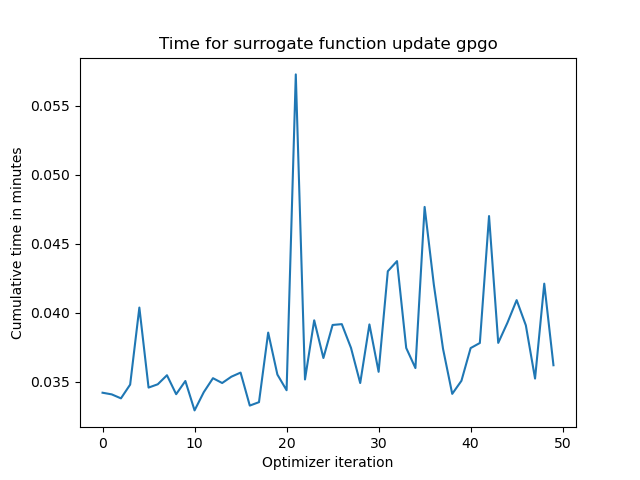 Time for surrogate function update gpgo
Cumulative time in minutes
0.055
0.050
0.045
0.040
0.035
0 10 20 30 40 50
Optimizer iteration